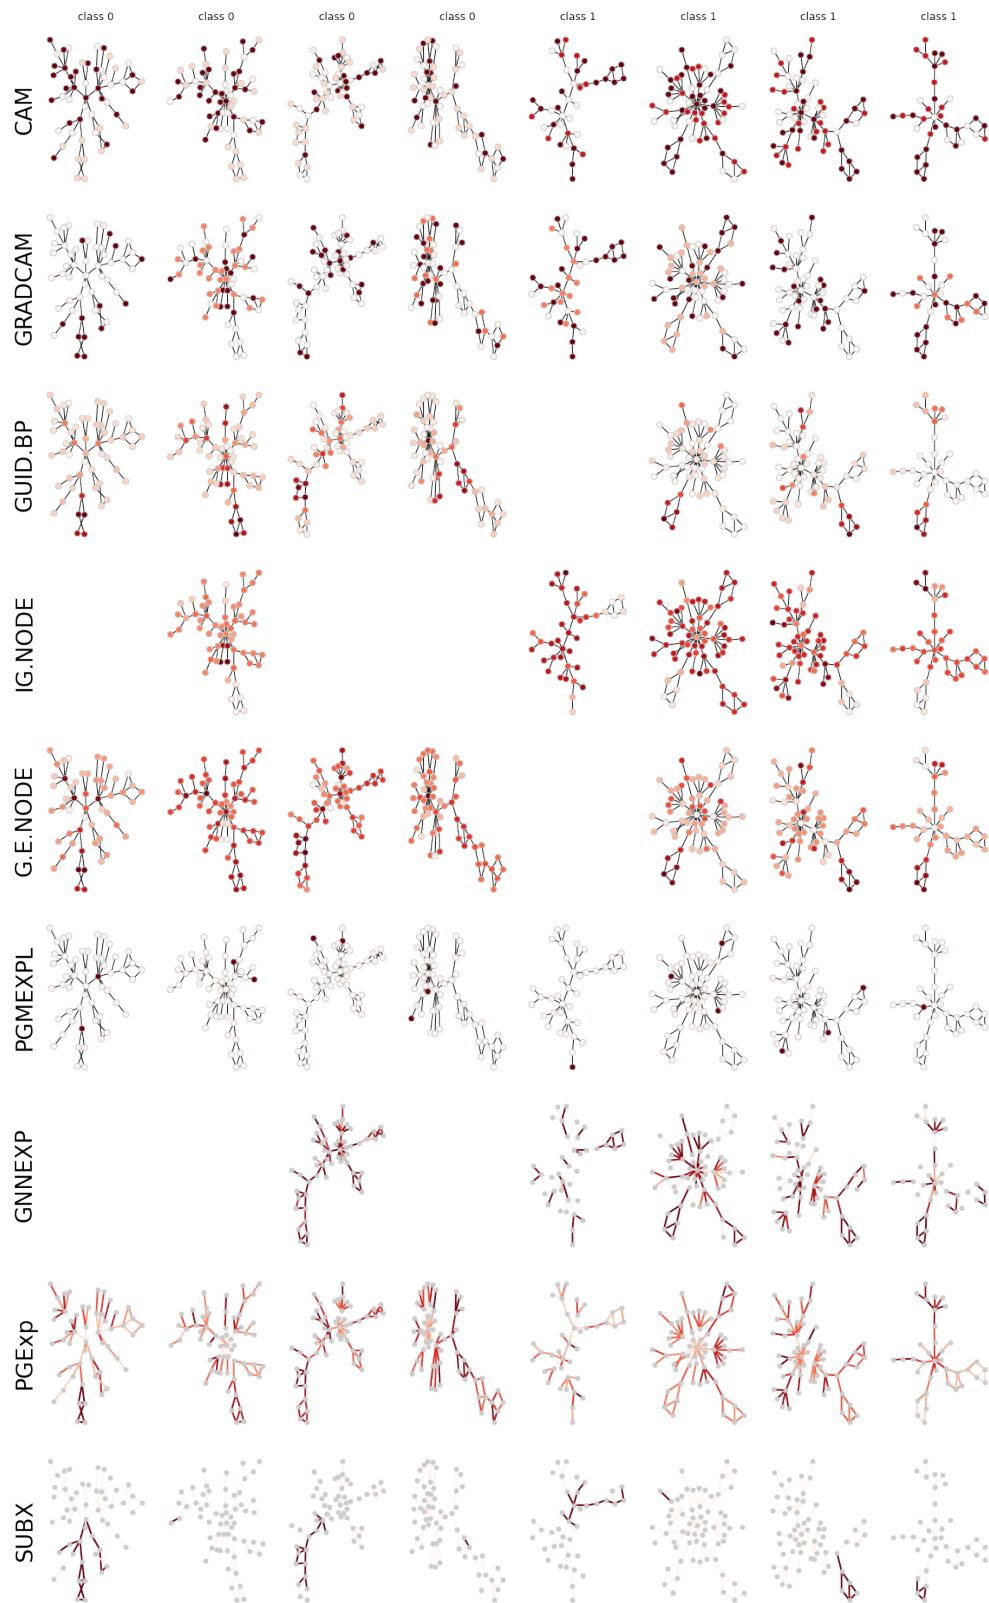 class 0 class 0 class 0 class 0 class 1 class 1 class 1 class 1
CAM
GRADCAM
GUID.BP
IG.NODE
G.E.NODE
PGMEXPL
GNNEXP
PGExp
SUBX